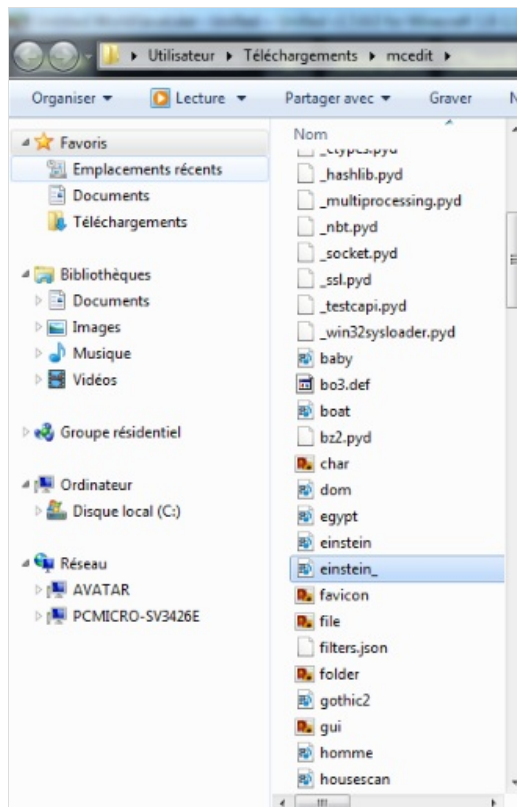 Utilisateur ▸ Téléchargements ▸ mcedit ▸
Organiser ▾ Lecture ▾ Partager avec ▾ Graver N
Favoris
Emplacements récents
Documents
Téléchargements
Bibliothèques
Documents
Images
Musique
Vidéos
Groupe résidentiel
Ordinateur
Disque local (C:)
Réseau
AVATAR
PCMICRO-SV3426E
Nom
_ctypes.pyd
_hashlib.pyd
_multiprocessing.pyd
_nbt.pyd
_socket.pyd
_ssl.pyd
_testcapi.pyd
_win32sysloader.pyd
baby
bo3.def
boat
bz2.pyd
char
dom
egypt
einstein
einstein_
favicon
file
filters.json
folder
gothic2
gui
homme
housescan